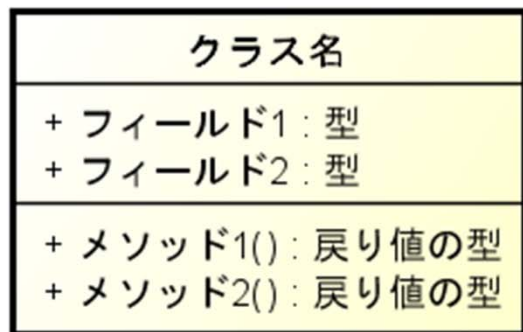 クラス名
+ フィールド1 : 型
+ フィールド2 : 型
+ メソッド1() : 戻り値の型
+ メソッド2() : 戻り値の型